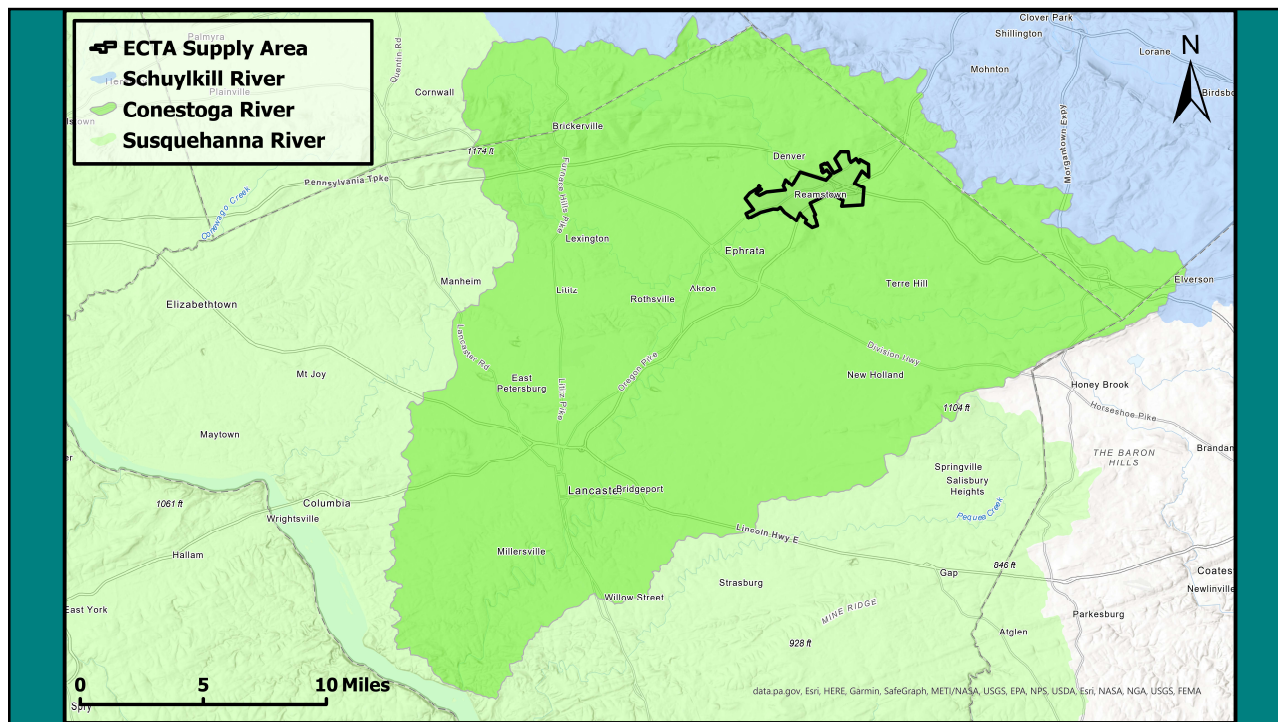 ECTA Supply Area
Schuylkill River
Conestoga River
Susquehanna River
Palmyra
Plainville
Quentin Rd
Cornwall
Clover Park
Shillington
Lorane
Mohnton
N
Morgantown Expy
Brickerville
1174 ft
Pennsylvania Tpke
Furnace Hills Pike
Denver
Reamstown
Conewago Creek
Lexington
Ephrata
Manheim
Lititz
Rothsville
Akron
Terre Hill
Elverson
Elizabethtown
Lancaster Rd
Oregon Pike
Division Hwy
Mt Joy
East
Petersburg
Lititz Pike
New Holland
Honey Brook
1104 ft
Horseshoe Pike
Maytown
THE BARON
HILLS
Springville
Salisbury
Heights
1061 ft
Columbia
Wrightsville
Bridgeport
Pequea Creek
Lincoln Hwy E
Hallam
Millersville
Strasburg
Gap
846 ft
Coates
Newlinville
Willow Street
East York
MINE RIDGE
Parkesburg
Atglen
928 ft
0 5 10 Miles
Spry
data.pa.gov, Esri, HERE, Garmin, SafeGraph, METI/NASA, USGS, EPA, NPS, USDA, Esri, NASA, NGA, USGS, FEMA